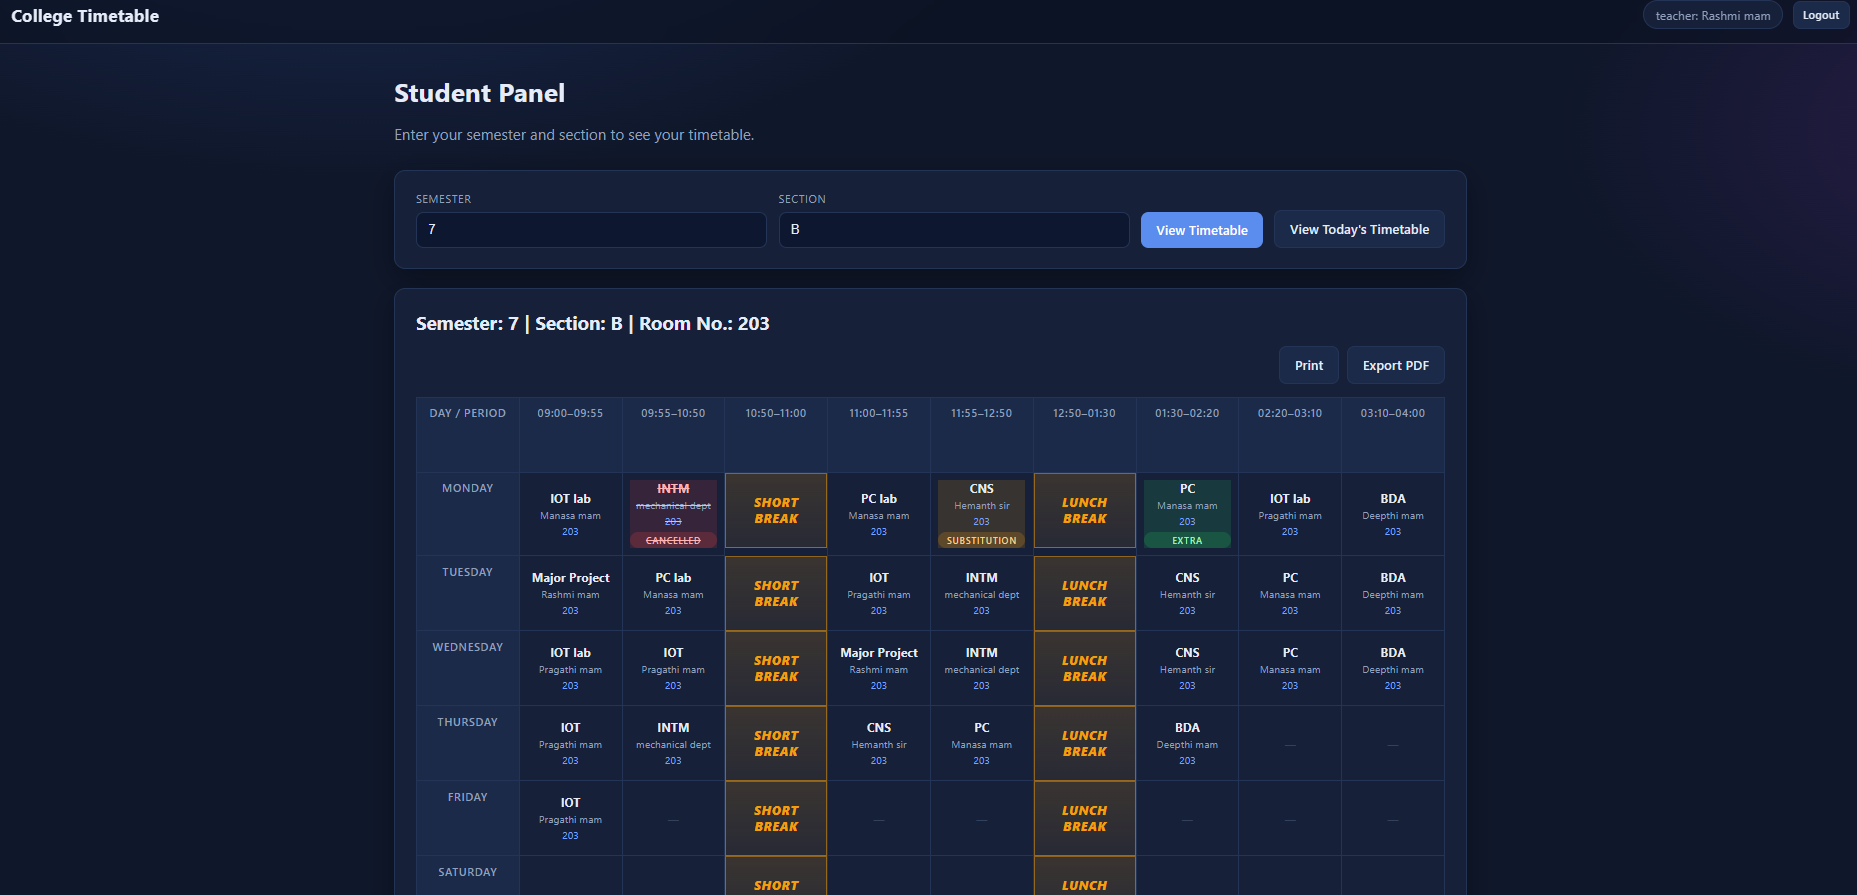 College Timetable
teacher: Rashmi mam
Logout
Student Panel
Enter your semester and section to see your timetable.
SEMESTER
SECTION
7
B
View Timetable
View Today's Timetable
Semester: 7 | Section: B | Room No.: 203
Print
Export PDF
DAY / PERIOD
09:00–09:55
09:55–10:50
10:50–11:00
11:00–11:55
11:55–12:50
12:50–01:30
01:30–02:20
02:20–03:10
03:10–04:00
MONDAY
IOT lab
Manasa mam
203
INTM
mechanical dept
203
CANCELLED
SHORT
BREAK
PC lab
Manasa mam
203
CNS
Hemanth sir
203
SUBSTITUTION
LUNCH
BREAK
PC
Manasa mam
203
EXTRA
IOT lab
Pragathi mam
203
BDA
Deepthi mam
203
TUESDAY
Major Project
Rashmi mam
203
PC lab
Manasa mam
203
SHORT
BREAK
IOT
Pragathi mam
203
INTM
mechanical dept
203
LUNCH
BREAK
CNS
Hemanth sir
203
PC
Manasa mam
203
BDA
Deepthi mam
203
WEDNESDAY
IOT lab
Pragathi mam
203
IOT
Pragathi mam
203
SHORT
BREAK
Major Project
Rashmi mam
203
INTM
mechanical dept
203
LUNCH
BREAK
CNS
Hemanth sir
203
PC
Manasa mam
203
BDA
Deepthi mam
203
THURSDAY
IOT
Pragathi mam
203
INTM
mechanical dept
203
SHORT
BREAK
CNS
Hemanth sir
203
PC
Manasa mam
203
LUNCH
BREAK
BDA
Deepthi mam
203
—
—
FRIDAY
IOT
Pragathi mam
203
—
SHORT
BREAK
—
—
LUNCH
BREAK
—
—
—
SATURDAY
SHORT
LUNCH